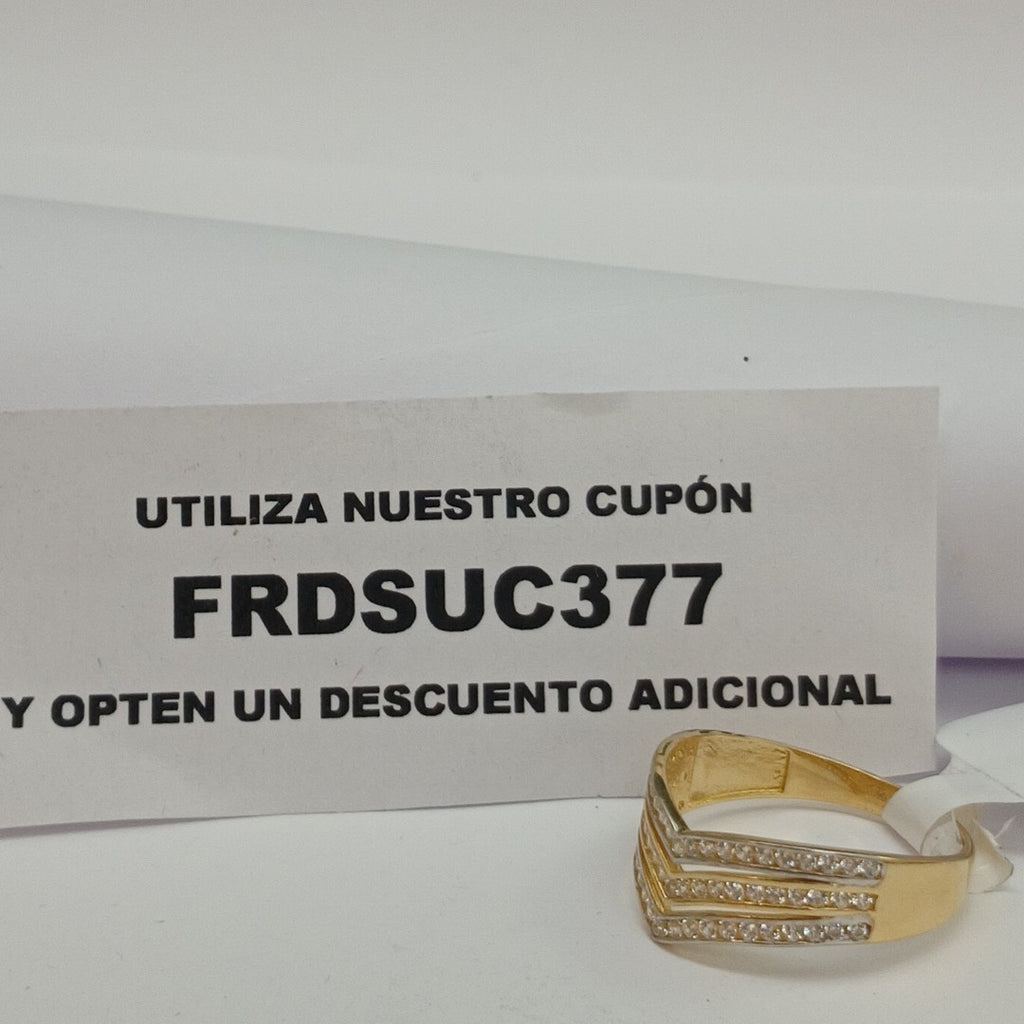 UTILIZA NUESTRO CUPÓN
FRDSUC377
Y OPTEN UN DESCUENTO ADICIONAL